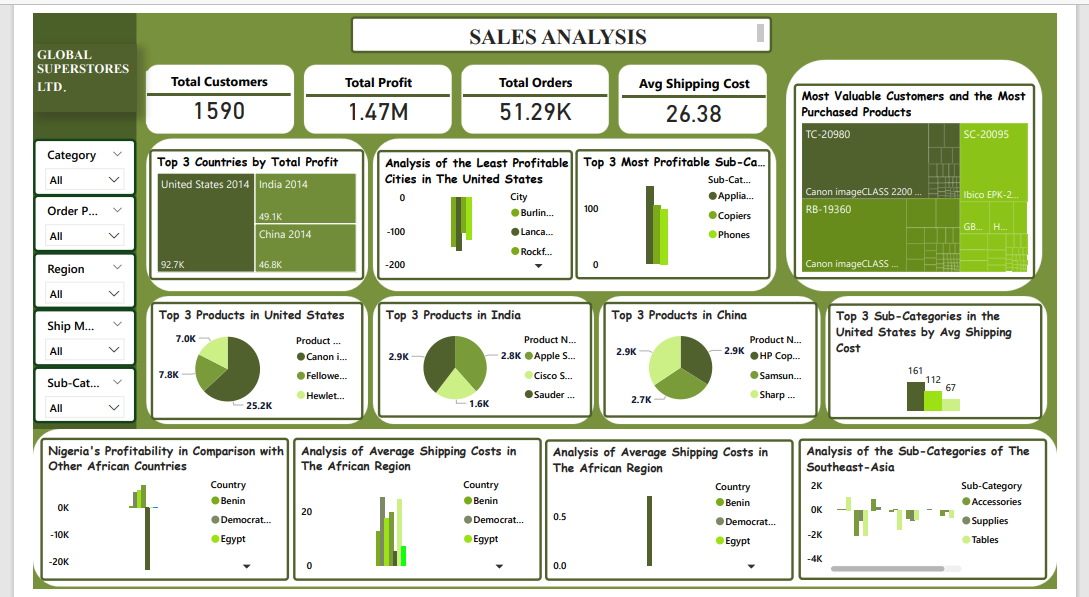 SALES ANALYSIS
GLOBAL
SUPERSTORES
LTD.
Total Customers
1590
Total Profit
1.47M
Total Orders
51.29K
Avg Shipping Cost
26.38
Category
All
Order P...
All
Region
All
Ship M...
All
Sub-Cat...
All
Top 3 Countries by Total Profit
United States 2014
92.7K
India 2014
49.1K
China 2014
46.8K
Analysis of the Least Profitable
Cities in The United States
0
-100
-200
City
Burlin...
Lanca...
Rockf...
Top 3 Most Profitable Sub-Ca...
100
0
Sub-Cat...
Applia...
Copiers
Phones
Most Valuable Customers and the Most
Purchased Products
TC-20980
Canon imageCLASS 2200 ...
RB-19360
Canon imageCLASS ...
SC-20095
Ibico EPK-2...
GB...
H...
Top 3 Products in United States
7.0K
7.8K
25.2K
Product ...
Canon i...
Fellowe...
Hewlet...
Top 3 Products in India
2.9K
2.8K
1.6K
Product N...
Apple S...
Cisco S...
Sauder ...
Top 3 Products in China
2.9K
2.9K
2.7K
Product N...
HP Cop...
Samsun...
Sharp ...
Top 3 Sub-Categories in the
United States by Avg Shipping
Cost
161
112
67
Nigeria's Profitability in Comparison with
Other African Countries
0K
-10K
-20K
Country
Benin
Democrat...
Egypt
Analysis of Average Shipping Costs in
The African Region
20
0
Country
Benin
Democrat...
Egypt
Analysis of Average Shipping Costs in
The African Region
0.5
0.0
Country
Benin
Democrat...
Egypt
Analysis of the Sub-Categories of The
Southeast-Asia
2K
0K
-2K
-4K
Sub-Category
Accessories
Supplies
Tables